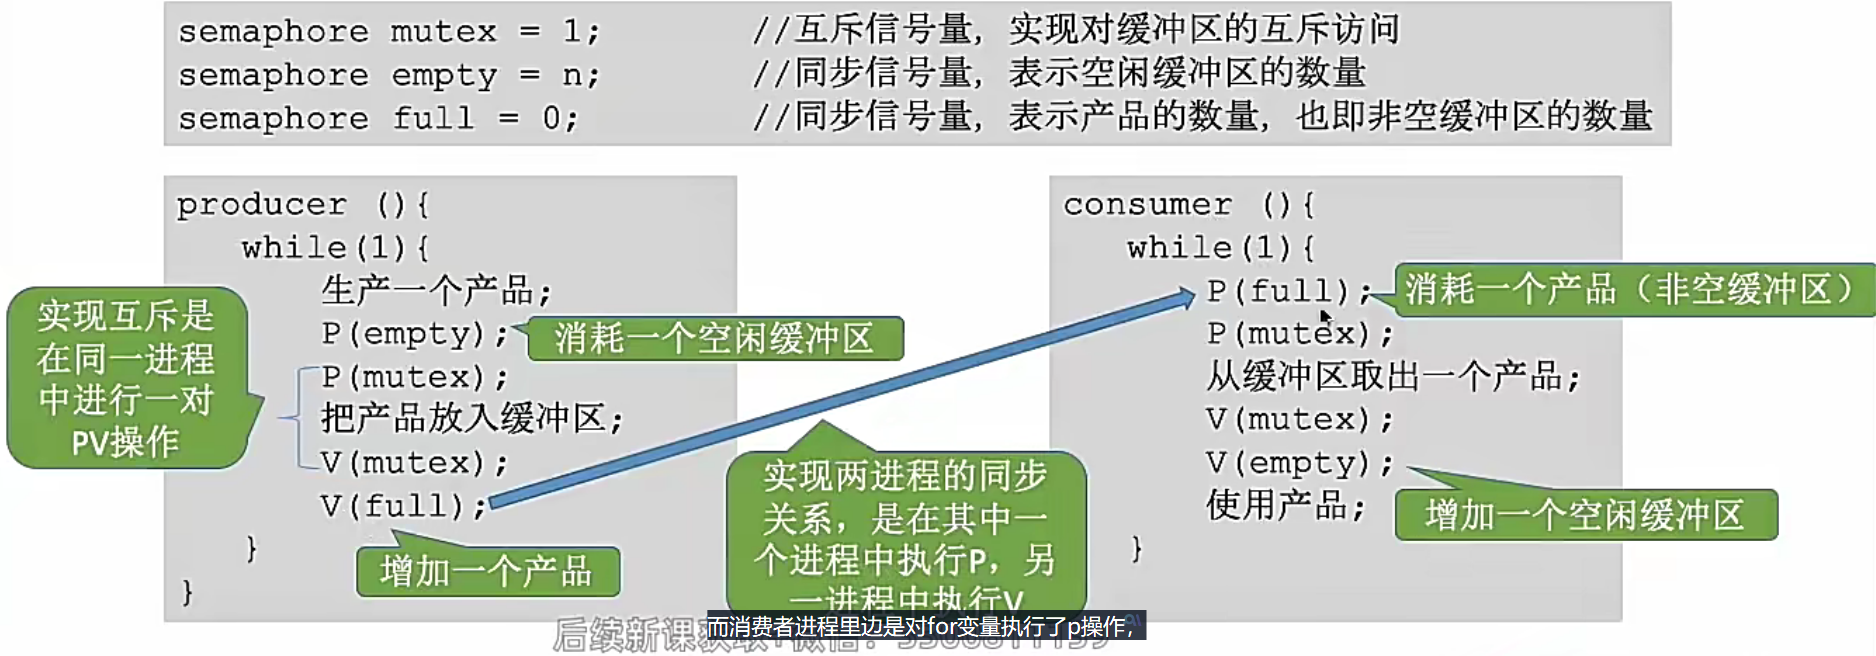 semaphore mutex = 1; //互斥信号量，实现对缓冲区的互斥访问
semaphore empty = n; //同步信号量，表示空闲缓冲区的数量
semaphore full = 0; //同步信号量，表示产品的数量，也即非空缓冲区的数量
producer (){
while(1){
生产一个产品;
P(empty);
消耗一个空闲缓冲区
P(mutex);
把产品放入缓冲区;
V(mutex);
V(full);
增加一个产品
}
}
实现互斥是
在同一进程
中进行一对
PV操作
实现两进程的同步
关系，是在其中一
个进程中执行P，另
一进程中执行V
consumer (){
while(1){
P(full);
消耗一个产品（非空缓冲区）
P(mutex);
从缓冲区取出一个产品;
V(mutex);
V(empty);
增加一个空闲缓冲区
使用产品;
}
后续新课获取+微信：
而消费者进程里边是对for变量执行了p操作，